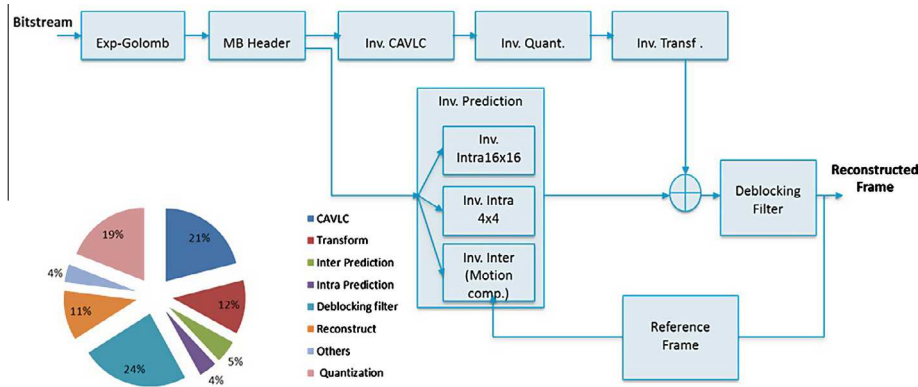 Bitstream
Exp-Golomb
MB Header
Inv. CAVLC
Inv. Quant.
Inv. Transf .
Inv. Prediction
Inv.
Intra16x16
Inv. Intra
4x4
Inv. Inter
(Motion
comp.)
Deblocking
Filter
Reconstructed
Frame
Reference
Frame
19%
21%
4%
12%
11%
5%
24%
4%
CAVLC
Transform
Inter Prediction
Intra Prediction
Deblocking filter
Reconstruct
Others
Quantization